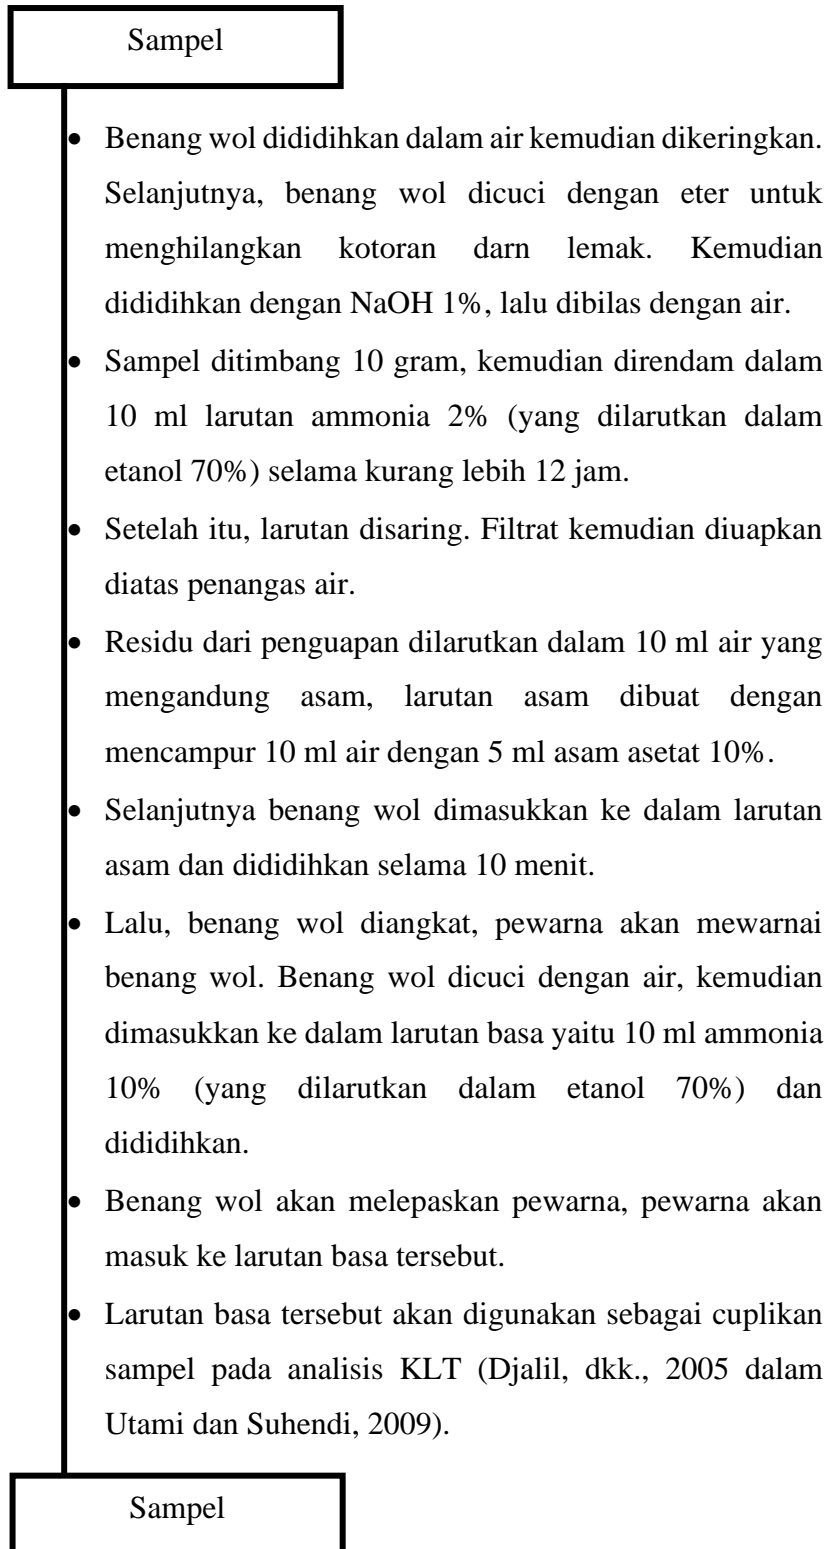 Sampel
• Benang wol dididihkan dalam air kemudian dikeringkan.
Selanjutnya, benang wol dicuci dengan eter untuk
menghilangkan kotoran darn lemak. Kemudian
dididihkan dengan NaOH 1%, lalu dibilas dengan air.
• Sampel ditimbang 10 gram, kemudian direndam dalam
10 ml larutan ammonia 2% (yang dilarutkan dalam
etanol 70%) selama kurang lebih 12 jam.
• Setelah itu, larutan disaring. Filtrat kemudian diuapkan
diatas penangas air.
• Residu dari penguapan dilarutkan dalam 10 ml air yang
mengandung asam, larutan asam dibuat dengan
mencampur 10 ml air dengan 5 ml asam asetat 10%.
• Selanjutnya benang wol dimasukkan ke dalam larutan
asam dan dididihkan selama 10 menit.
• Lalu, benang wol diangkat, pewarna akan mewarnai
benang wol. Benang wol dicuci dengan air, kemudian
dimasukkan ke dalam larutan basa yaitu 10 ml ammonia
10% (yang dilarutkan dalam etanol 70%) dan
dididihkan.
• Benang wol akan melepaskan pewarna, pewarna akan
masuk ke larutan basa tersebut.
• Larutan basa tersebut akan digunakan sebagai cuplikan
sampel pada analisis KLT (Djalil, dkk., 2005 dalam
Utami dan Suhendi, 2009).
Sampel